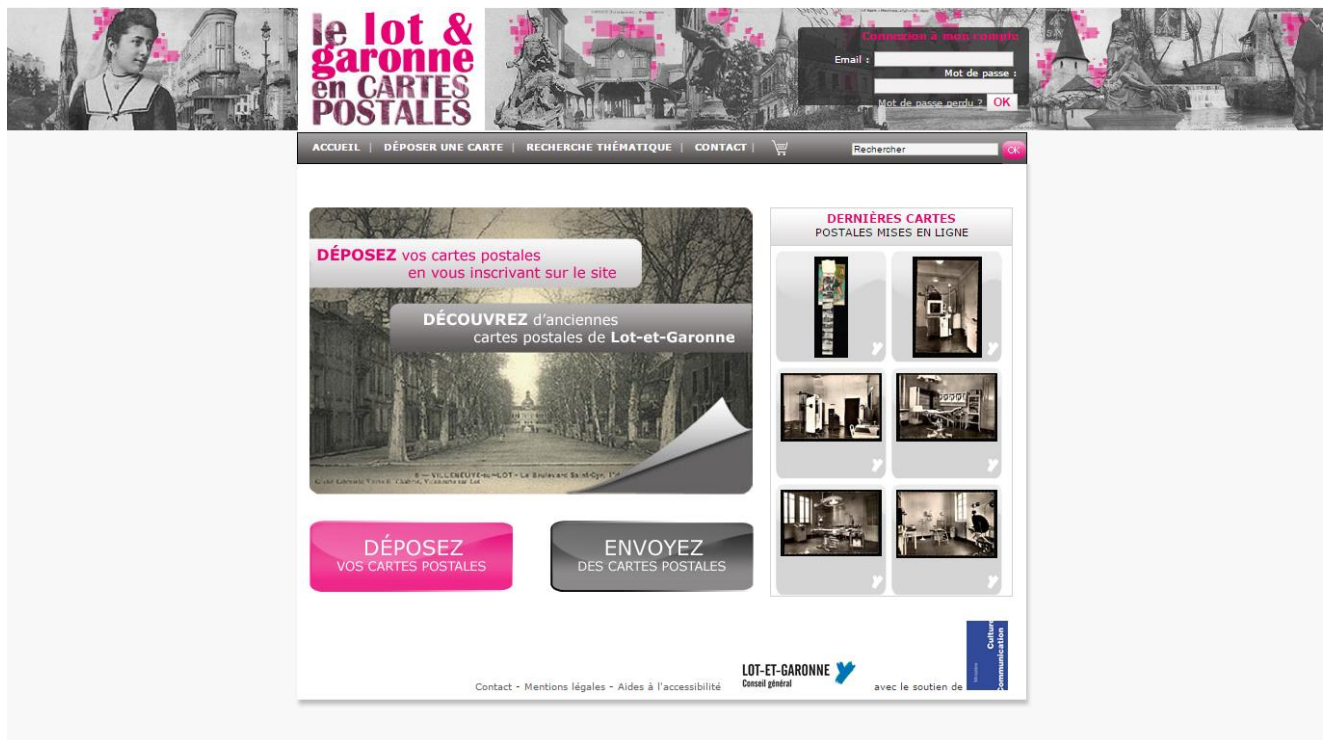 le lot &
garonne
en CARTES
POSTALES
Connexion à mon compte
Email :
Mot de passe :
Mot de passe perdu ? OK
ACCUEIL | DÉPOSER UNE CARTE | RECHERCHE THÉMATIQUE | CONTACT |
Rechercher OK
DÉPOSEZ vos cartes postales
en vous inscrivant sur le site
DÉCOUVREZ d'anciennes
cartes postales de Lot-et-Garonne
VILLENEUVE-sur-LOT - Le Boulevard Saint-Cyr
DERNIÈRES CARTES
POSTALES MISES EN LIGNE
DÉPOSEZ
VOS CARTES POSTALES
ENVOYEZ
DES CARTES POSTALES
Contact - Mentions légales - Aides à l'accessibilité
LOT-ET-GARONNE
Conseil général
avec le soutien de
Ministère
Culture
Communication